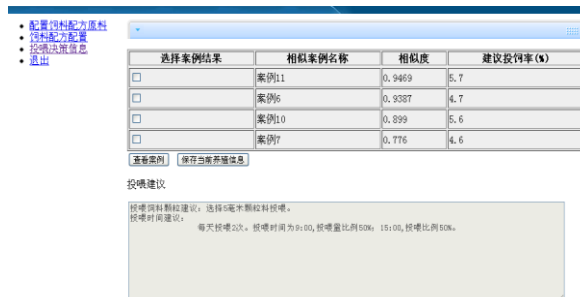 配置饲料配方原料
饲料配方配置
投喂决策信息
退出
选择案例结果 相似案例名称 相似度 建议投饲率(%)
案例11 0.9469 5.7
案例6 0.9387 4.7
案例10 0.899 5.6
案例7 0.776 4.6
查看案例 保存当前养殖信息
投喂建议
投喂饲料颗粒建议：选择5毫米颗粒料投喂。
投喂时间建议：
每天投喂2次。投喂时间为9:00,投喂量比例50%；15:00,投喂比例50%。